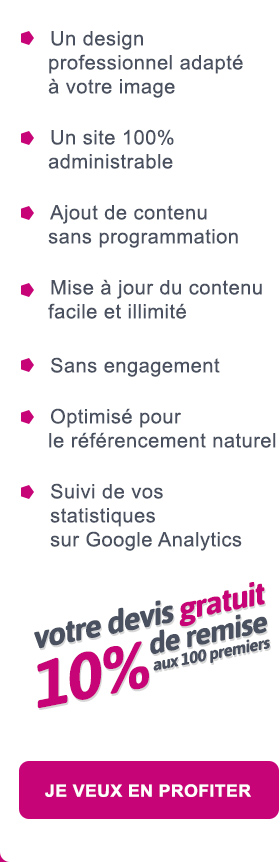 Un design
professionnel adapté
à votre image
Un site 100%
administrable
Ajout de contenu
sans programmation
Mise à jour du contenu
facile et illimité
Sans engagement
Optimisé pour
le référencement naturel
Suivi de vos
statistiques
sur Google Analytics
votre devis gratuit
10% de remise
aux 100 premiers
JE VEUX EN PROFITER